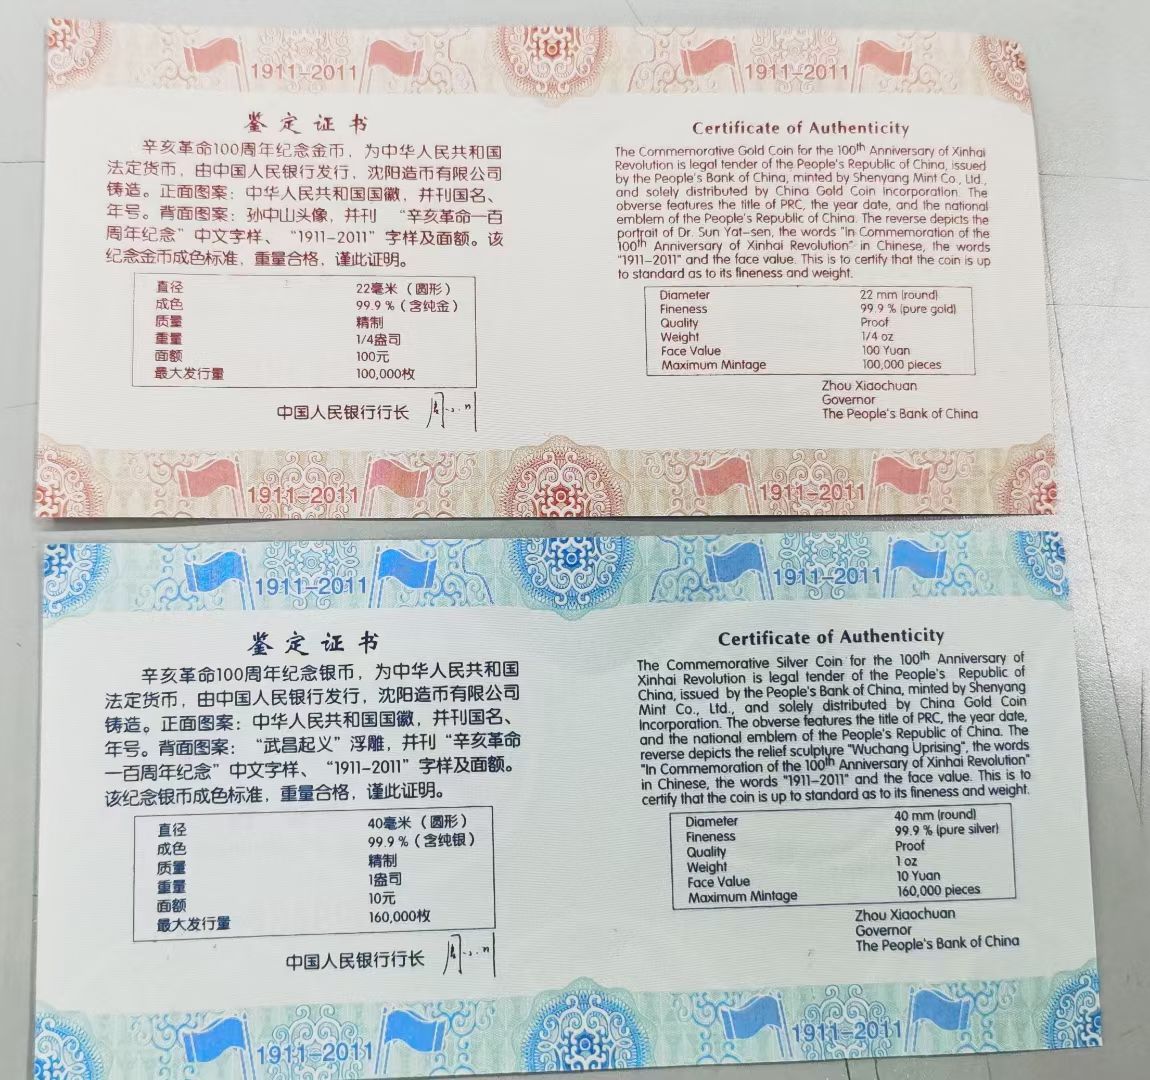 1911-2011
1911-2011
鉴定证书
辛亥革命100周年纪念金币，为中华人民共和国
法定货币，由中国人民银行发行，沈阳造币有限公司
铸造。正面图案：中华人民共和国国徽，并刊国名、
年号。背面图案：孙中山头像，并刊 “辛亥革命一百
周年纪念”中文字样、“1911-2011”字样及面额。该
纪念金币成色标准，重量合格，谨此证明。
直径 22毫米（圆形）
成色 99.9％（含纯金）
质量 精制
重量 1/4盎司
面额 100元
最大发行量 100,000枚
中国人民银行行长
Certificate of Authenticity
The Commemorative Gold Coin for the 100th Anniversary of Xinhai
Revolution is legal tender of the People's Republic of China, issued
by the People's Bank of China, minted by Shenyang Mint Co., Ltd.,
and solely distributed by China Gold Coin Incorporation. The
obverse features the title of PRC, the year date, and the national
emblem of the People's Republic of China. The reverse depicts the
portrait of Dr. Sun Yat-sen, the words "In Commemoration of the
100th Anniversary of Xinhai Revolution" in Chinese, the words
"1911-2011" and the face value. This is to certify that the coin is up
to standard as to its fineness and weight.
Diameter 22 mm (round)
Fineness 99.9 % (pure gold)
Quality Proof
Weight 1/4 oz
Face Value 100 Yuan
Maximum Mintage 100,000 pieces
Zhou Xiaochuan
Governor
The People's Bank of China
1911-2011
1911-2011
1911-2011
1911-2011
鉴定证书
辛亥革命100周年纪念银币，为中华人民共和国
法定货币，由中国人民银行发行，沈阳造币有限公司
铸造。正面图案：中华人民共和国国徽，并刊国名、
年号。背面图案：“武昌起义”浮雕，并刊“辛亥革命
一百周年纪念”中文字样、“1911-2011”字样及面额。
该纪念银币成色标准，重量合格，谨此证明。
直径 40毫米（圆形）
成色 99.9％（含纯银）
质量 精制
重量 1盎司
面额 10元
最大发行量 160,000枚
中国人民银行行长
Certificate of Authenticity
The Commemorative Silver Coin for the 100th Anniversary of
Xinhai Revolution is legal tender of the People's Republic of
China, issued by the People's Bank of China, minted by Shenyang
Mint Co., Ltd., and solely distributed by China Gold Coin
Incorporation. The obverse features the title of PRC, the year date,
and the national emblem of the People's Republic of China. The
reverse depicts the relief sculpture "Wuchang Uprising", the words
"In Commemoration of the 100th Anniversary of Xinhai Revolution"
in Chinese, the words "1911-2011" and the face value. This is to
certify that the coin is up to standard as to its fineness and weight.
Diameter 40 mm (round)
Fineness 99.9 % (pure silver)
Quality Proof
Weight 1 oz
Face Value 10 Yuan
Maximum Mintage 160,000 pieces
Zhou Xiaochuan
Governor
The People's Bank of China
1911-2011
1911-2011